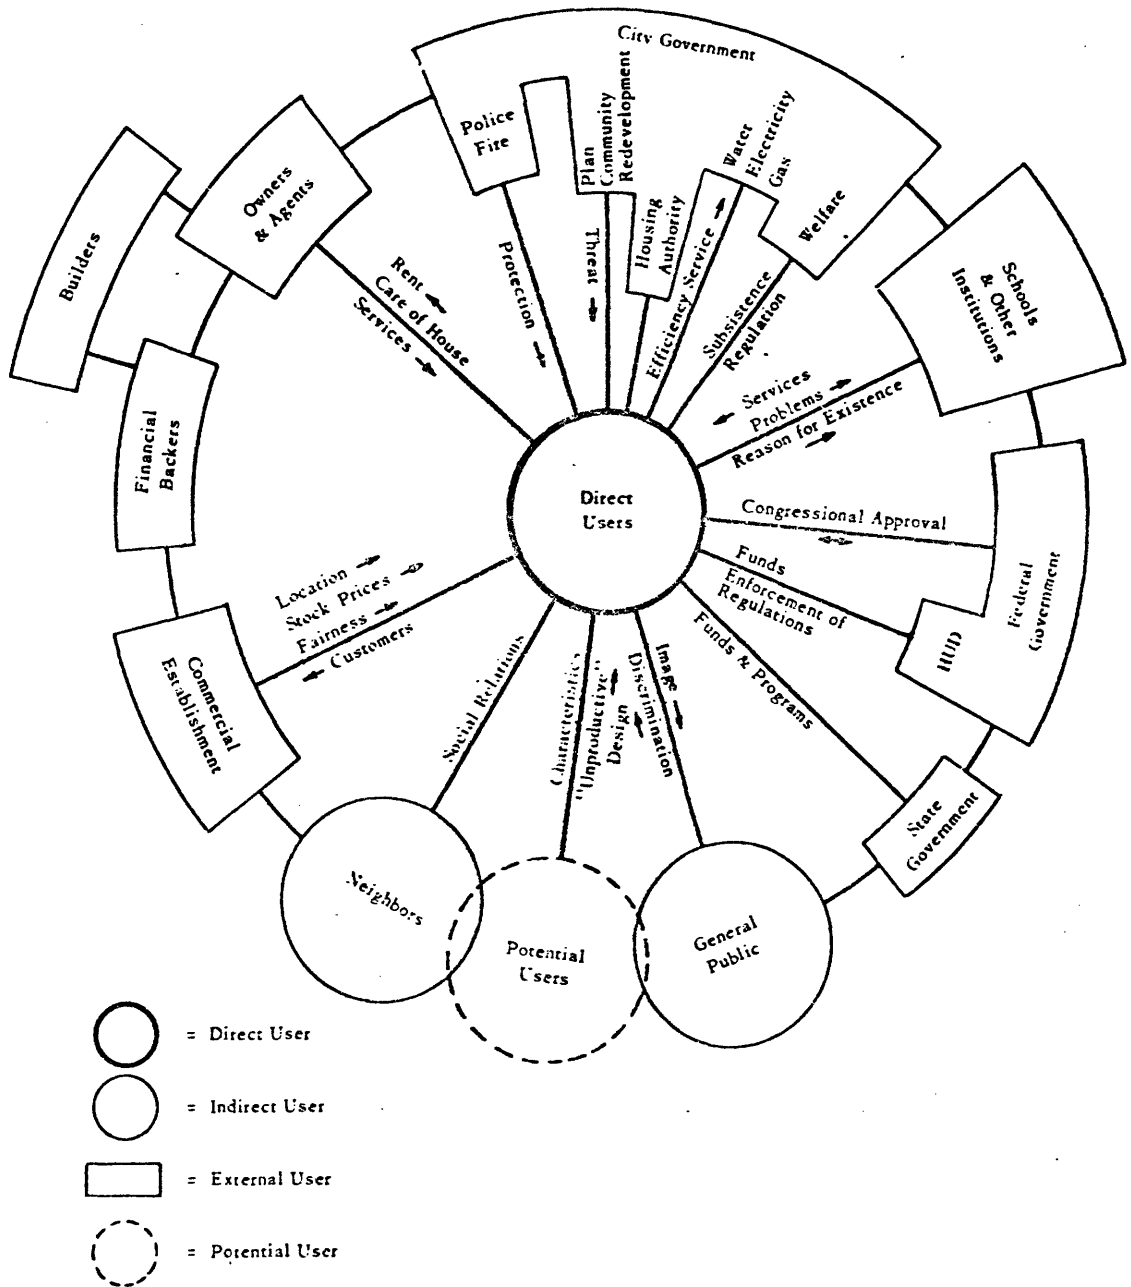 City Government
Police
Fire
Plan
Community
Redevelopment
Housing
Authority
Water
Electricity
Gas
Welfare
Schools
& Other
Institutions
Owners
& Agents
Builders
Financial
Backers
Commercial
Establishment
Neighbors
Potential
Users
General
Public
State
Government
HUD
Federal
Government
Direct
Users
Rent
Care of House
Services
Protection
Threat
Efficiency Service
Subsistence
Regulation
Services
Problems
Reason for Existence
Congressional Approval
Funds
Enforcement of
Regulations
Funds & Programs
Image
Discrimination
Characteristics
"Unproductive"
Design
Social Relations
Location
Stock Prices
Fairness
Customers
= Direct User
= Indirect User
= External User
= Potential User